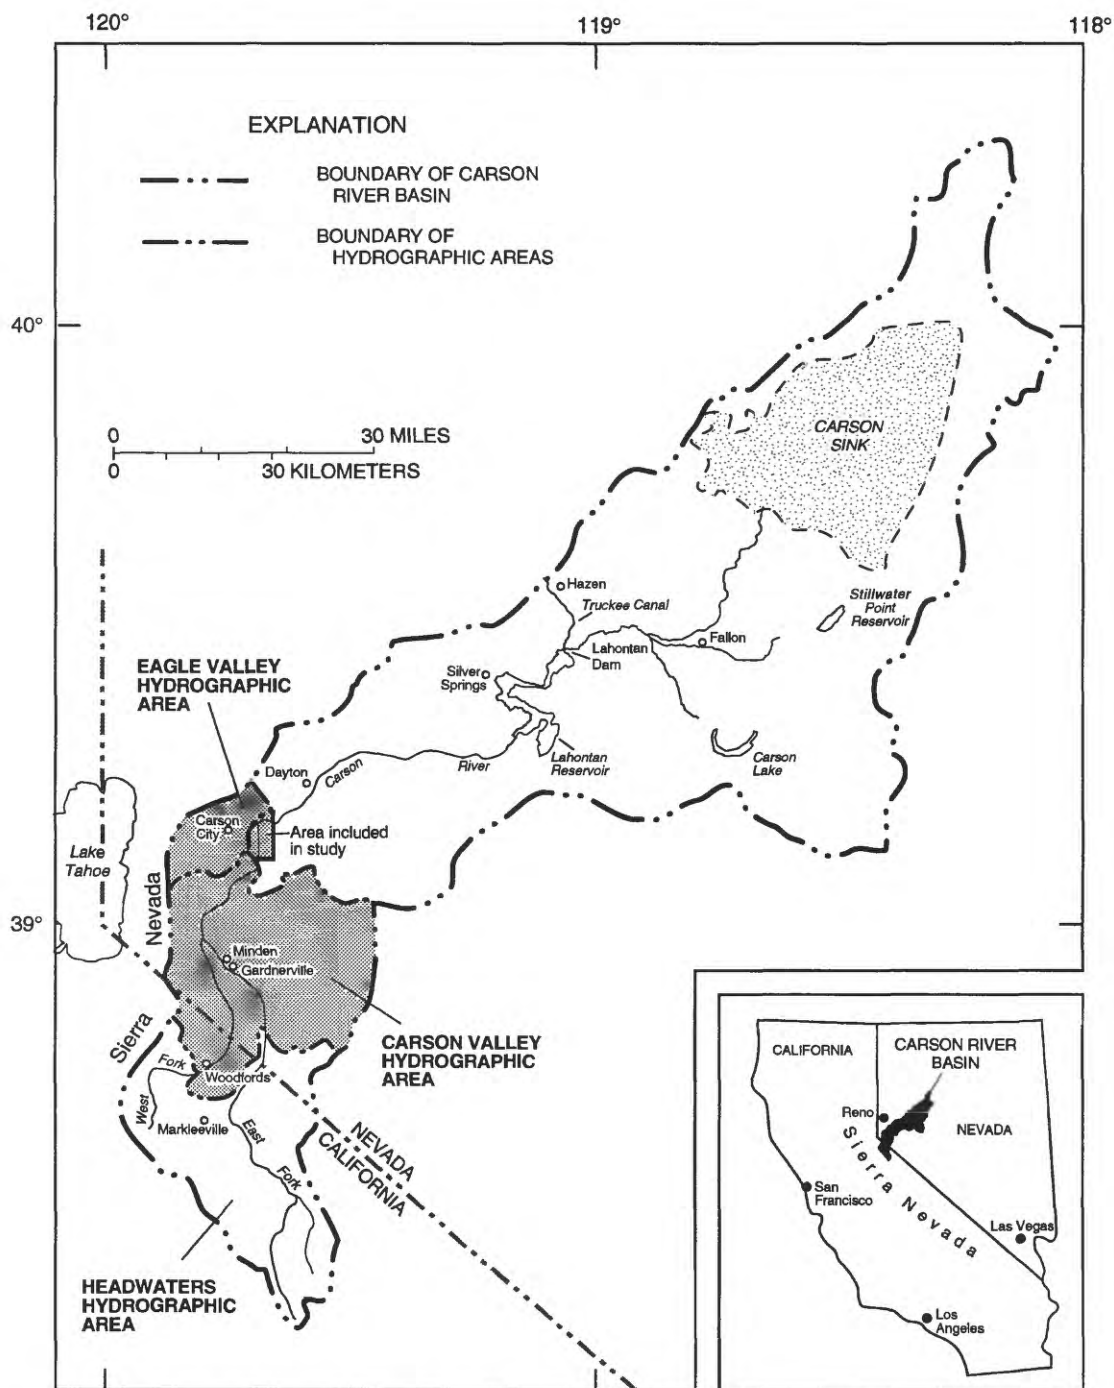 120°
119°
118°
EXPLANATION
BOUNDARY OF CARSON
RIVER BASIN
BOUNDARY OF
HYDROGRAPHIC AREAS
40°
0
30 MILES
0
30 KILOMETERS
CARSON
SINK
Hazen
Truckee Canal
Stillwater
Point
Reservoir
Fallon
Lahontan
Dam
EAGLE VALLEY
HYDROGRAPHIC
AREA
Silver
Springs
Dayton
Carson
River
Lahontan
Reservoir
Carson
Lake
Carson
City
Area included
in study
Lake
Tahoe
39°
Nevada
Minden
Gardnerville
Sierra
CARSON VALLEY
HYDROGRAPHIC
AREA
Fork
Woodfords
West
Markleeville
East
Fork
NEVADA
CALIFORNIA
HEADWATERS
HYDROGRAPHIC
AREA
CALIFORNIA
CARSON RIVER
BASIN
Reno
NEVADA
Sierra Nevada
San
Francisco
Las Vegas
Los
Angeles